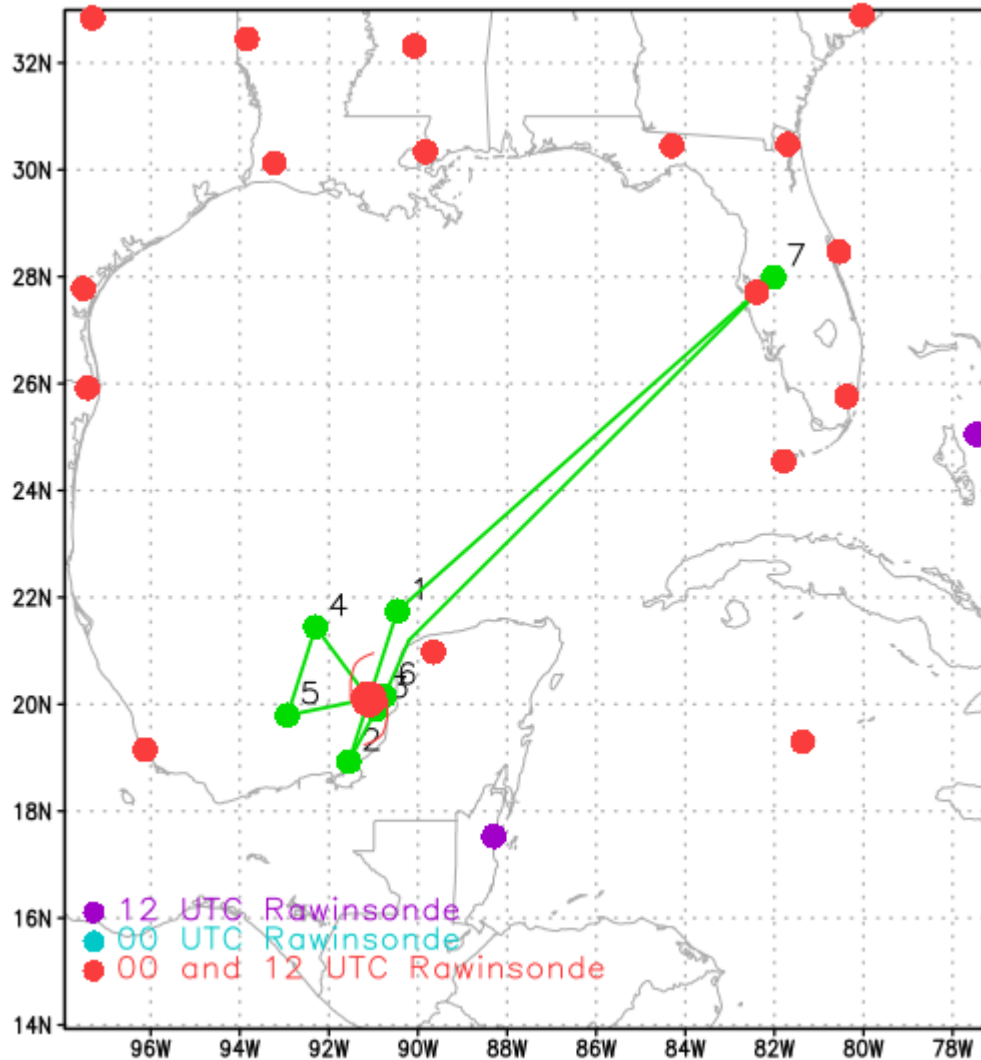 32N
30N
28N
26N
24N
22N
20N
18N
16N
14N
7
1
4
6
3
5
2
12 UTC Rawinsonde
00 UTC Rawinsonde
00 and 12 UTC Rawinsonde
96W 94W 92W 90W 88W 86W 84W 82W 80W 78W